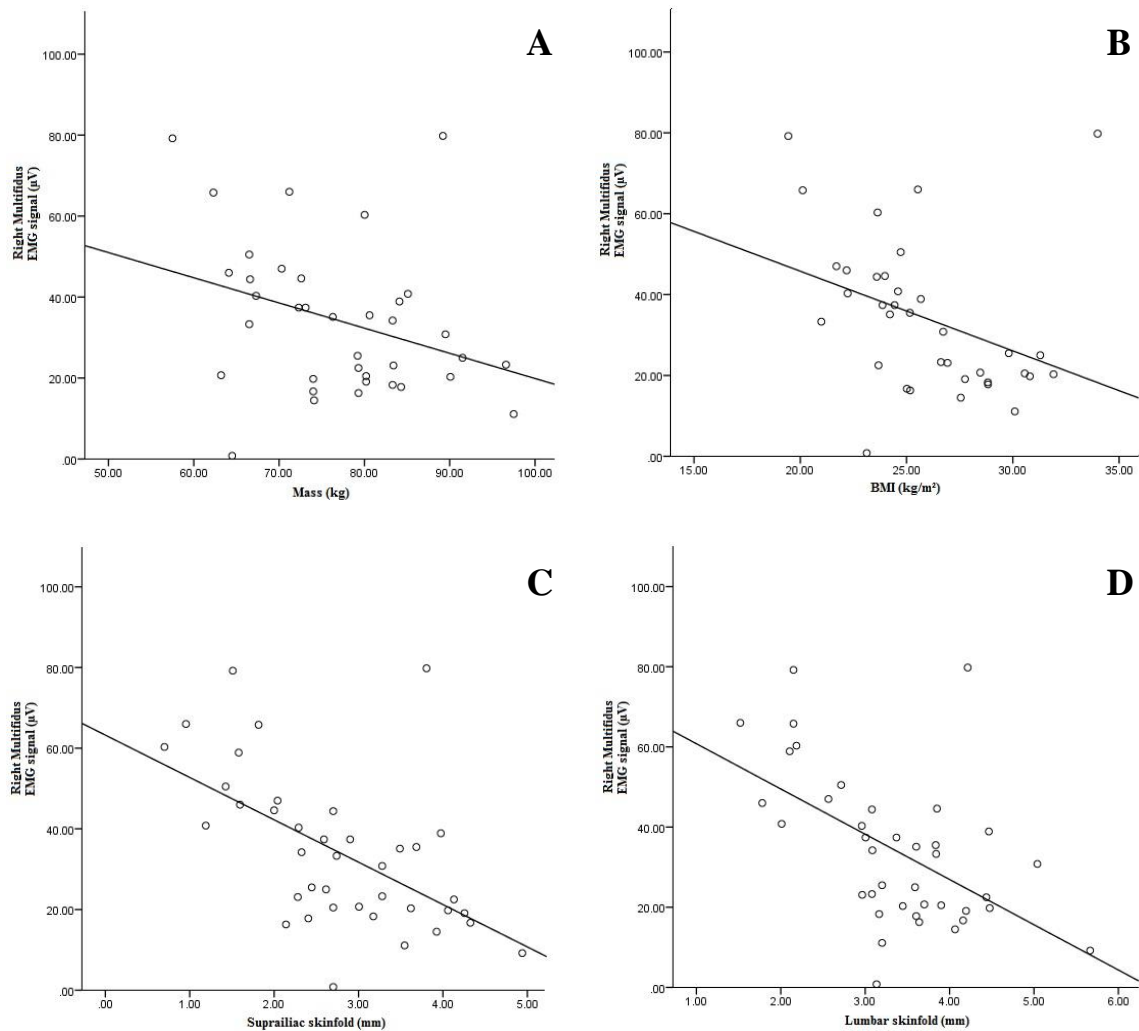 A
100.00
80.00
60.00
40.00
20.00
.00
Right Multifidus
EMG signal (µV)
50.00 60.00 70.00 80.00 90.00 100.00
Mass (kg)
B
100.00
80.00
60.00
40.00
20.00
.00
Right Multifidus
EMG signal (µV)
15.00 20.00 25.00 30.00 35.00
BMI (kg/m²)
C
100.00
80.00
60.00
40.00
20.00
.00
Right Multifidus
EMG signal (µV)
.00 1.00 2.00 3.00 4.00 5.00
Suprailiac skinfold (mm)
D
100.00
80.00
60.00
40.00
20.00
.00
Right Multifidus
EMG signal (µV)
1.00 2.00 3.00 4.00 5.00 6.00
Lumbar skinfold (mm)